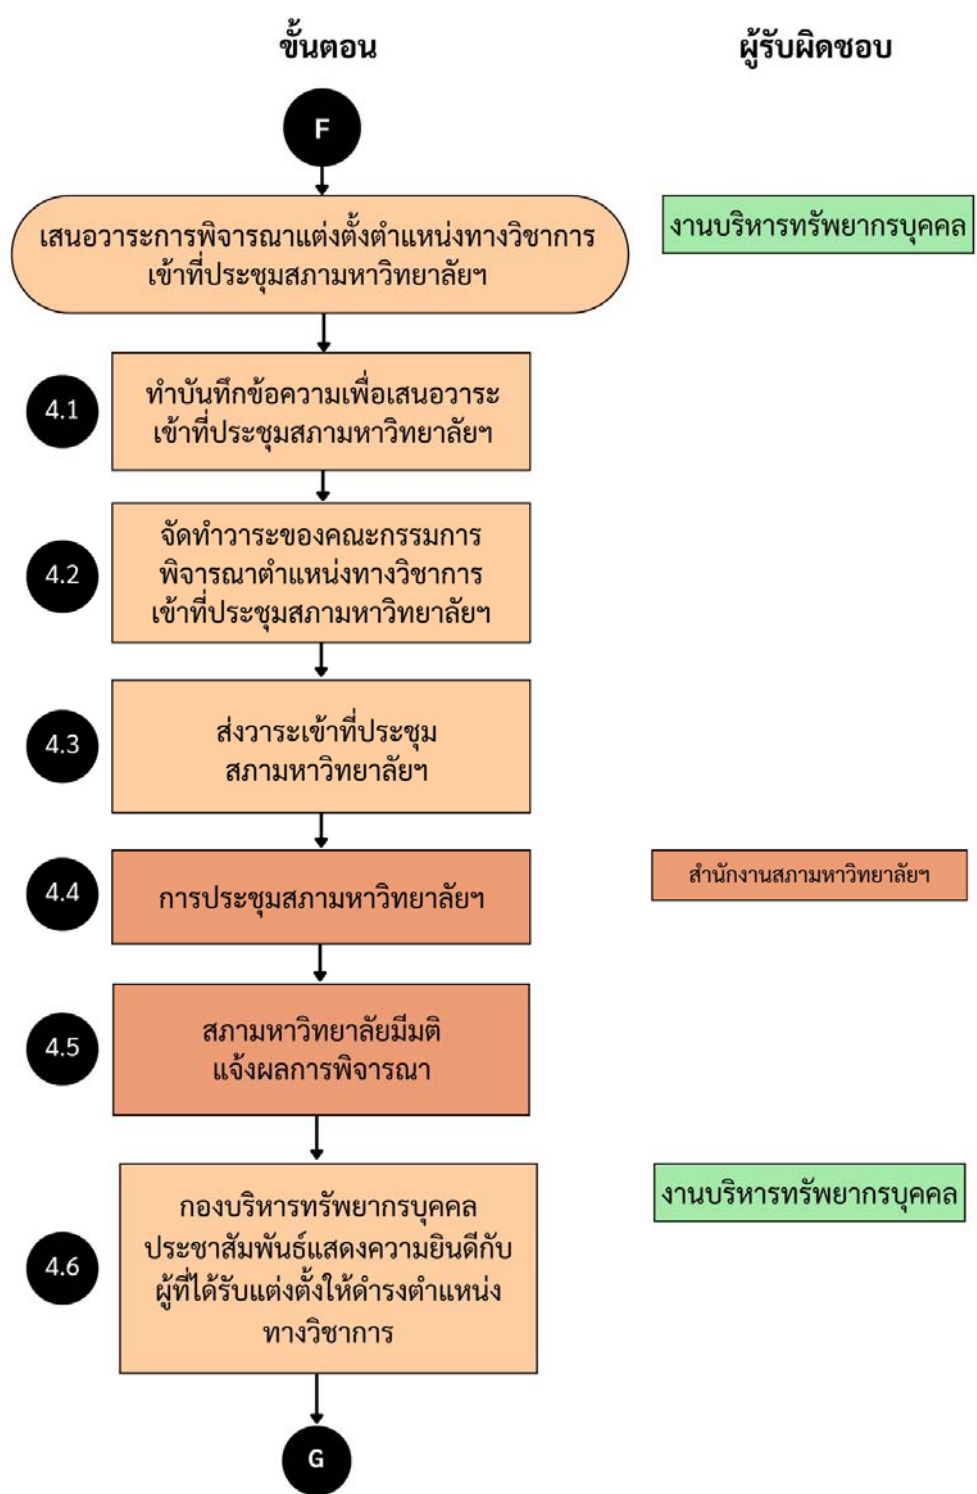 ขั้นตอน
ผู้รับผิดชอบ
F
เสนอวาระการพิจารณาแต่งตั้งตำแหน่งทางวิชาการ
เข้าที่ประชุมสภามหาวิทยาลัยฯ
งานบริหารทรัพยากรบุคคล
4.1
ทำบันทึกข้อความเพื่อเสนอวาระ
เข้าที่ประชุมสภามหาวิทยาลัยฯ
4.2
จัดทำวาระของคณะกรรมการ
พิจารณาตำแหน่งทางวิชาการ
เข้าที่ประชุมสภามหาวิทยาลัยฯ
4.3
ส่งวาระเข้าที่ประชุม
สภามหาวิทยาลัยฯ
4.4
การประชุมสภามหาวิทยาลัยฯ
สำนักงานสภามหาวิทยาลัยฯ
4.5
สภามหาวิทยาลัยมีมติ
แจ้งผลการพิจารณา
4.6
กองบริหารทรัพยากรบุคคล
ประชาสัมพันธ์แสดงความยินดีกับ
ผู้ที่ได้รับแต่งตั้งให้ดำรงตำแหน่ง
ทางวิชาการ
งานบริหารทรัพยากรบุคคล
G